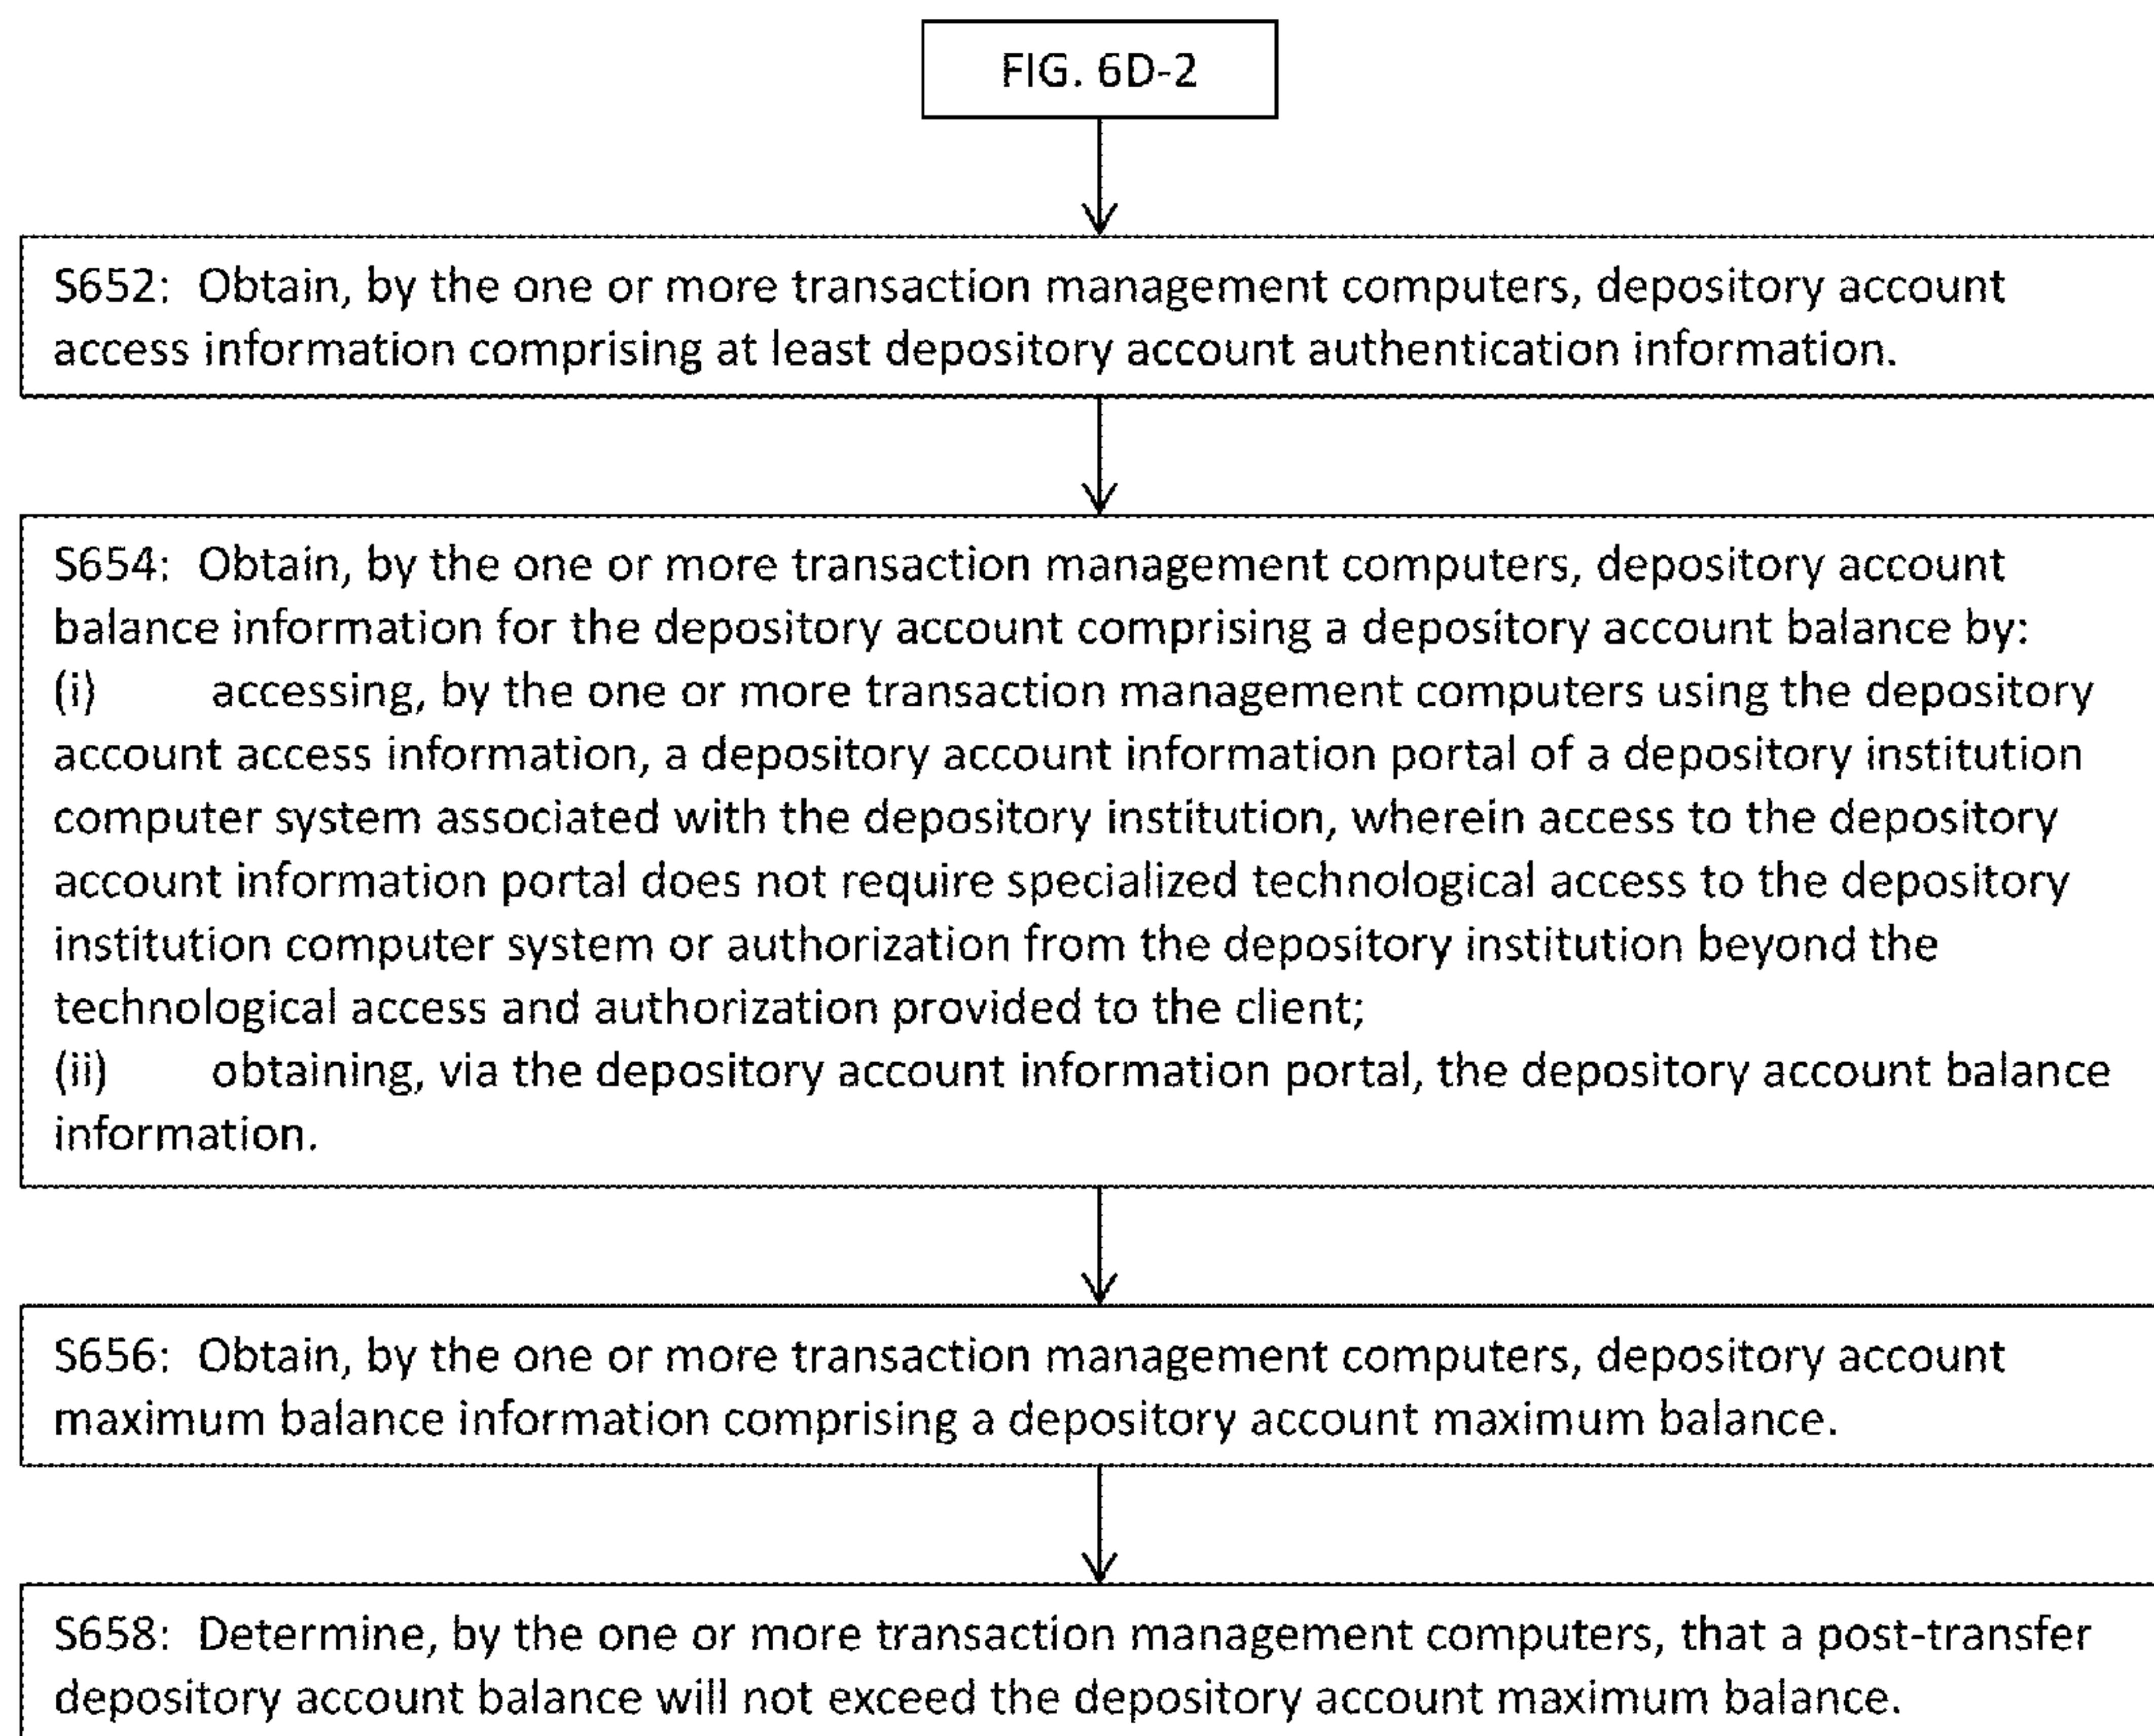 FIG. 6D-2
S652: Obtain, by the one or more transaction management computers, depository account
access information comprising at least depository account authentication information.
S654: Obtain, by the one or more transaction management computers, depository account
balance information for the depository account comprising a depository account balance by:
(i) accessing, by the one or more transaction management computers using the depository
account access information, a depository account information portal of a depository institution
computer system associated with the depository institution, wherein access to the depository
account information portal does not require specialized technological access to the depository
institution computer system or authorization from the depository institution beyond the
technological access and authorization provided to the client;
(ii) obtaining, via the depository account information portal, the depository account balance
information.
S656: Obtain, by the one or more transaction management computers, depository account
maximum balance information comprising a depository account maximum balance.
S658: Determine, by the one or more transaction management computers, that a post-transfer
depository account balance will not exceed the depository account maximum balance.